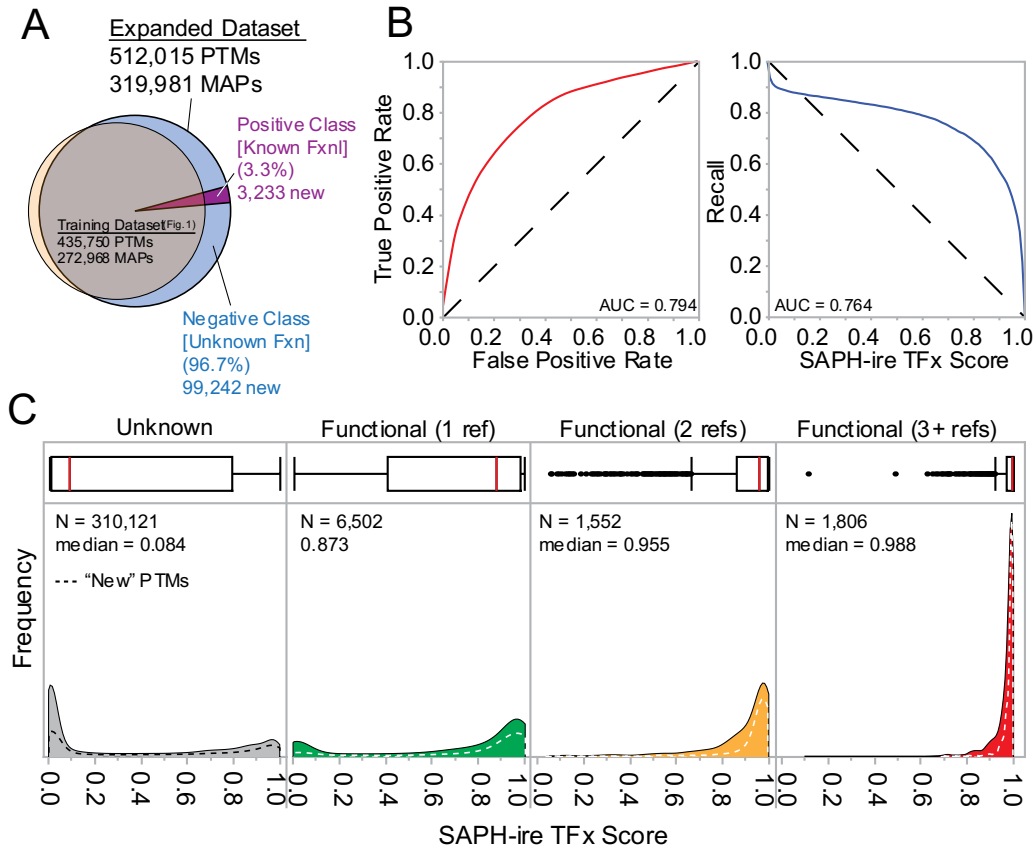 A
Expanded Dataset
512,015 PTMs
319,981 MAPs
Positive Class
[Known Fxnl]
(3.3%)
3,233 new
Training Dataset(Fig. 1)
435,750 PTMs
272,968 MAPs
Negative Class
[Unknown Fxn]
(96.7%)
99,242 new
B
True Positive Rate
1.0
0.8
0.6
0.4
0.2
0.0
AUC = 0.794
0.0 0.2 0.4 0.6 0.8 1.0
False Positive Rate
Recall
1.0
0.8
0.6
0.4
0.2
0.0
AUC = 0.764
0.0 0.2 0.4 0.6 0.8 1.0
SAPH-ire TFx Score
C
Unknown
Functional (1 ref)
Functional (2 refs)
Functional (3+ refs)
Frequency
N = 310,121
median = 0.084
"New" PTMs
N = 6,502
0.873
N = 1,552
median = 0.955
N = 1,806
median = 0.988
0.0 0.2 0.4 0.6 0.8 1.0
0.0 0.2 0.4 0.6 0.8 1.0
0.0 0.2 0.4 0.6 0.8 1.0
0.0 0.2 0.4 0.6 0.8 1.0
SAPH-ire TFx Score